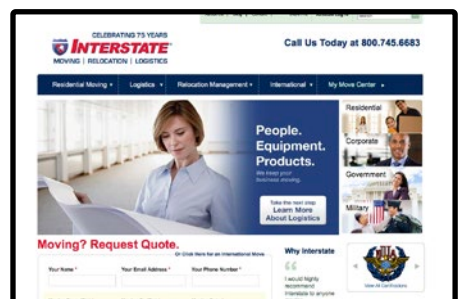 CELEBRATING 75 YEARS
INTERSTATE
MOVING | RELOCATION | LOGISTICS
Call Us Today at 800.745.6683
Residential Moving
Logistics
Relocation Management
International
My Move Center
People.
Equipment.
Products.
We keep your
business moving.
Take the next step
Learn More
About Logistics
Residential
Corporate
Government
Military
Moving? Request Quote.
Or Click Here for an International Move
Your Name *
Your Email Address *
Your Phone Number *
Why Interstate
I would highly
recommend
Interstate to anyone
View All Certifications